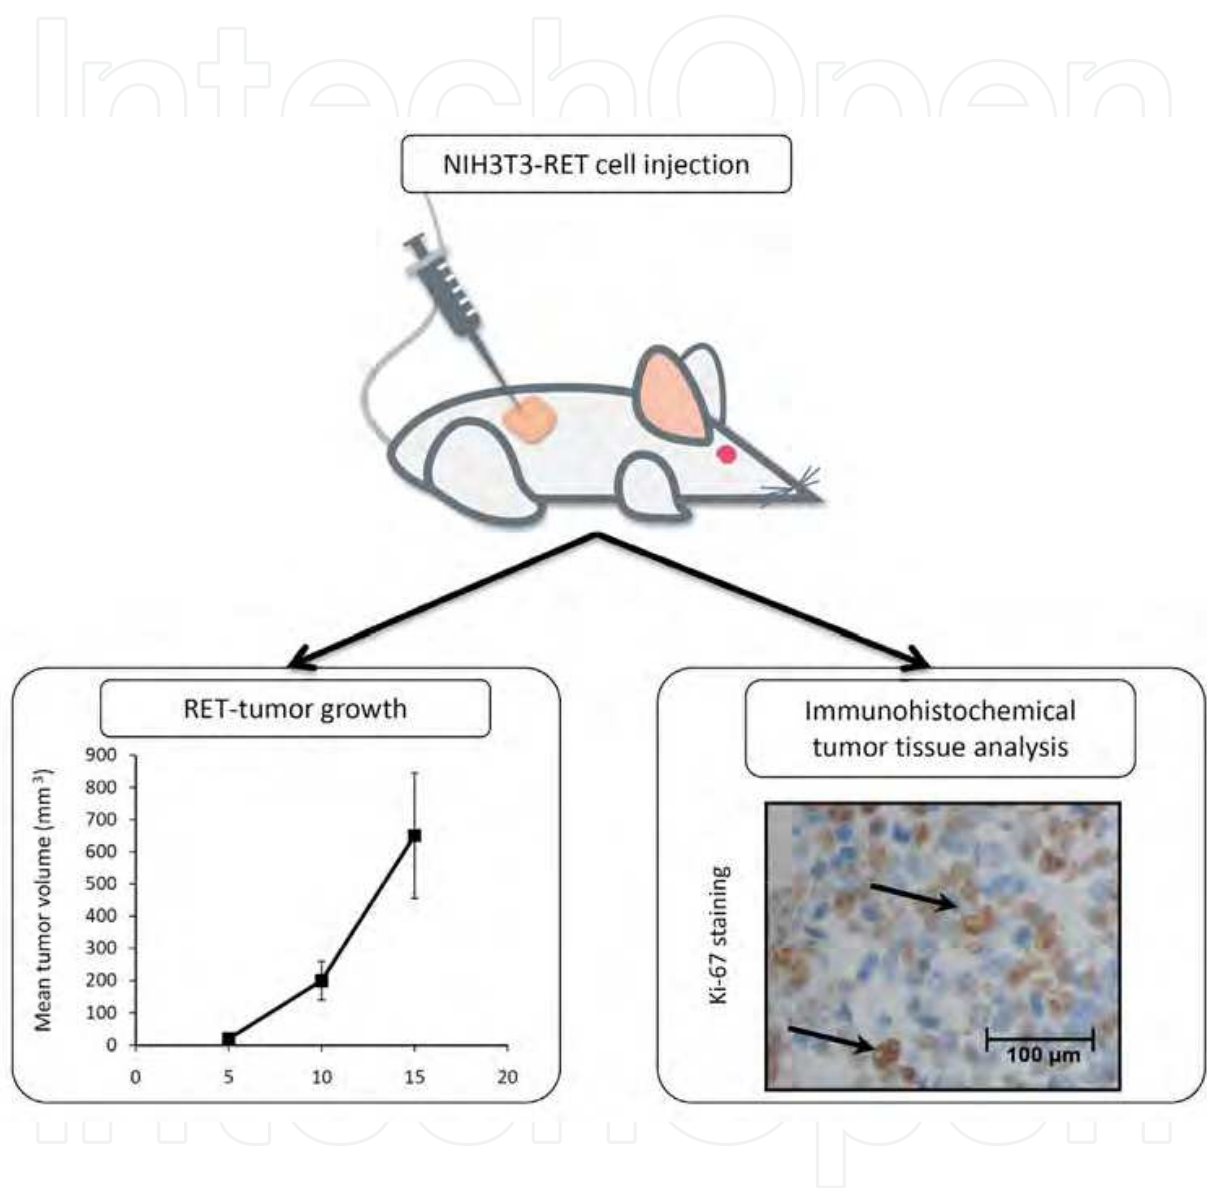 IntechOpen
NIH3T3-RET cell injection
RET-tumor growth
Mean tumor volume (mm³)
900
800
700
600
500
400
300
200
100
0
0 5 10 15 20
Immunohistochemical
tumor tissue analysis
Ki-67 staining
100 μm
IntechOpen